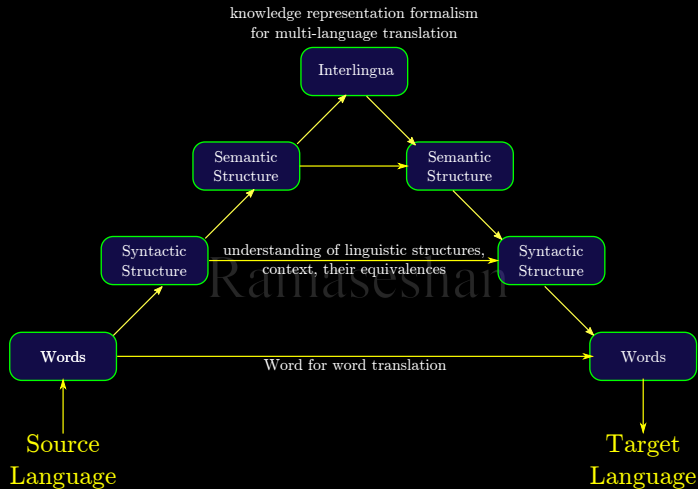 knowledge representation formalism
for multi-language translation
Interlingua
Semantic
Structure
Semantic
Structure
Syntactic
Structure
understanding of linguistic structures,
context, their equivalences
Syntactic
Structure
Ramaseshan
Words
Word for word translation
Words
Source
Language
Target
Language